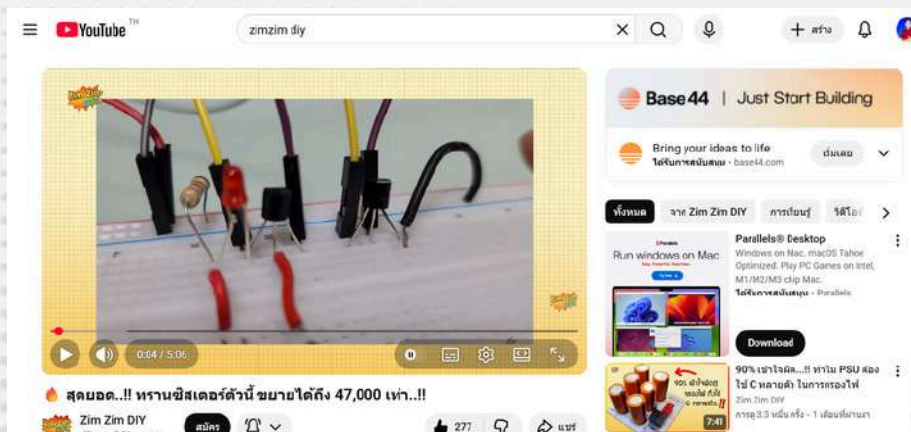 YouTube TH
zimzim diy
สร้าง
Zim Zim DIY
0:04 / 5:06
🔥 สุดยอด..!! ทรานซิสเตอร์ตัวนี้ ขยายได้ถึง 47,000 เท่า..!!
Zim Zim DIY
สมัคร
277
แชร์
Base44 | Just Start Building
Bring your ideas to life
ได้รับการสนับสนุน · base44.com
เริ่มเลย
ทั้งหมด
จาก Zim Zim DIY
การเรียนรู้
Parallels
Run windows on Mac
Parallels® Desktop
Windows on Mac. macOS Tahoe
Optimized. Play PC Games on Intel,
M1/M2/M3 chip Mac.
ได้รับการสนับสนุน · Parallels
Download
7:41
90% เข้าใจผิด...!! ทำไม PSU ต้อง
ใช้ C หลายตัว ในการกรองไฟ
Zim Zim DIY
การดู 3.3 หมื่น ครั้ง · 1 เดือนที่ผ่านมา